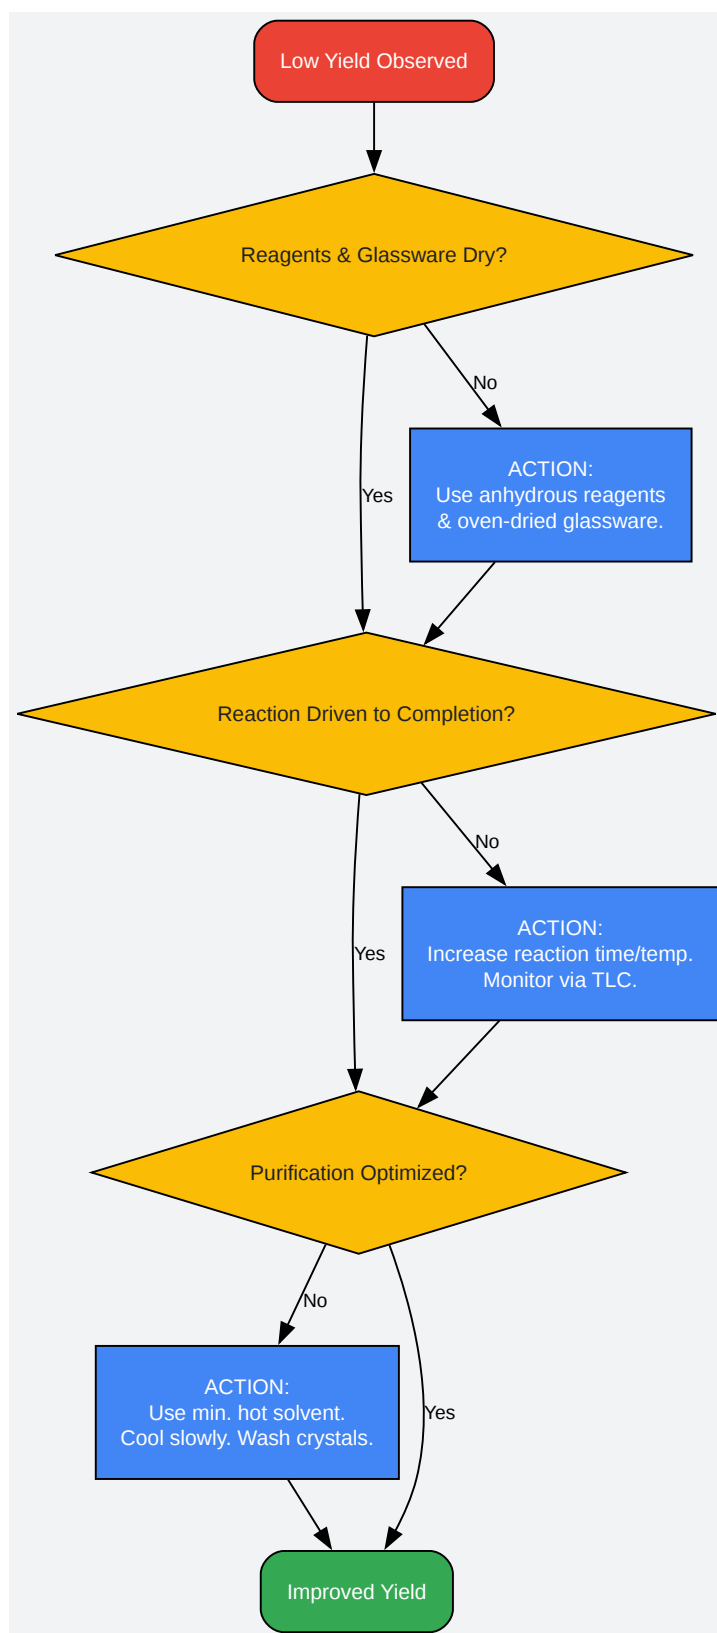 Low Yield Observed
Reagents & Glassware Dry?
No
ACTION:
Use anhydrous reagents
& oven-dried glassware.
Yes
Reaction Driven to Completion?
No
ACTION:
Increase reaction time/temp.
Monitor via TLC.
Yes
Purification Optimized?
No
ACTION:
Use min. hot solvent.
Cool slowly. Wash crystals.
Yes
Improved Yield